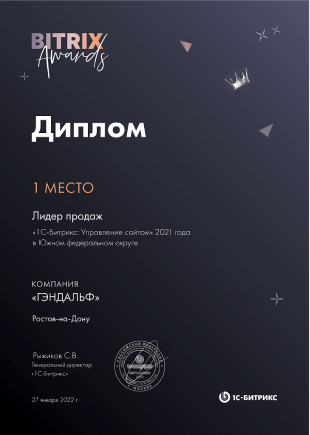 BITRIX
Awards
Диплом
1 МЕСТО
Лидер продаж
«1С-Битрикс: Управление сайтом» 2021 года
в Южном федеральном округе
КОМПАНИЯ
«ГЭНДАЛЬФ»
Ростов-на-Дону
Рыжиков С.В.
Генеральный директор
«1С-Битрикс»
27 января 2022 г.
1С-БИТРИКС